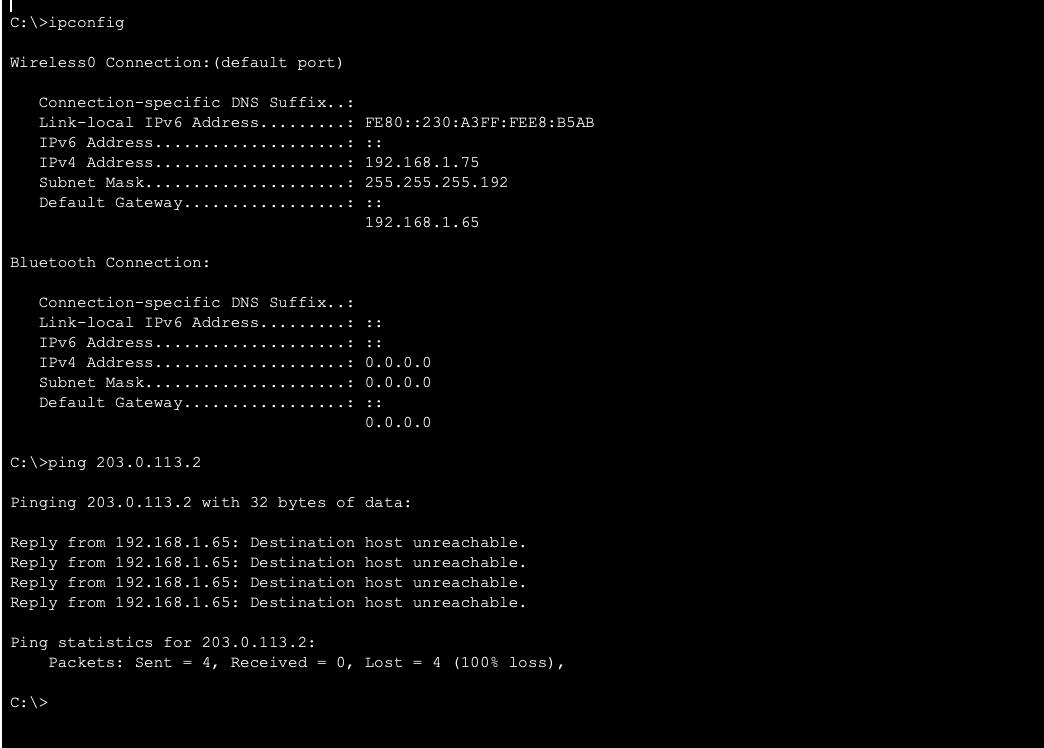 C:\>ipconfig
Wireless0 Connection:(default port)
Connection-specific DNS Suffix..:
Link-local IPv6 Address.........: FE80::230:A3FF:FEE8:B5AB
IPv6 Address....................: ::
IPv4 Address....................: 192.168.1.75
Subnet Mask.....................: 255.255.255.192
Default Gateway.................: ::
192.168.1.65
Bluetooth Connection:
Connection-specific DNS Suffix..:
Link-local IPv6 Address.........: ::
IPv6 Address....................: ::
IPv4 Address....................: 0.0.0.0
Subnet Mask.....................: 0.0.0.0
Default Gateway.................: ::
0.0.0.0
C:\>ping 203.0.113.2
Pinging 203.0.113.2 with 32 bytes of data:
Reply from 192.168.1.65: Destination host unreachable.
Reply from 192.168.1.65: Destination host unreachable.
Reply from 192.168.1.65: Destination host unreachable.
Reply from 192.168.1.65: Destination host unreachable.
Ping statistics for 203.0.113.2:
Packets: Sent = 4, Received = 0, Lost = 4 (100% loss),
C:\>